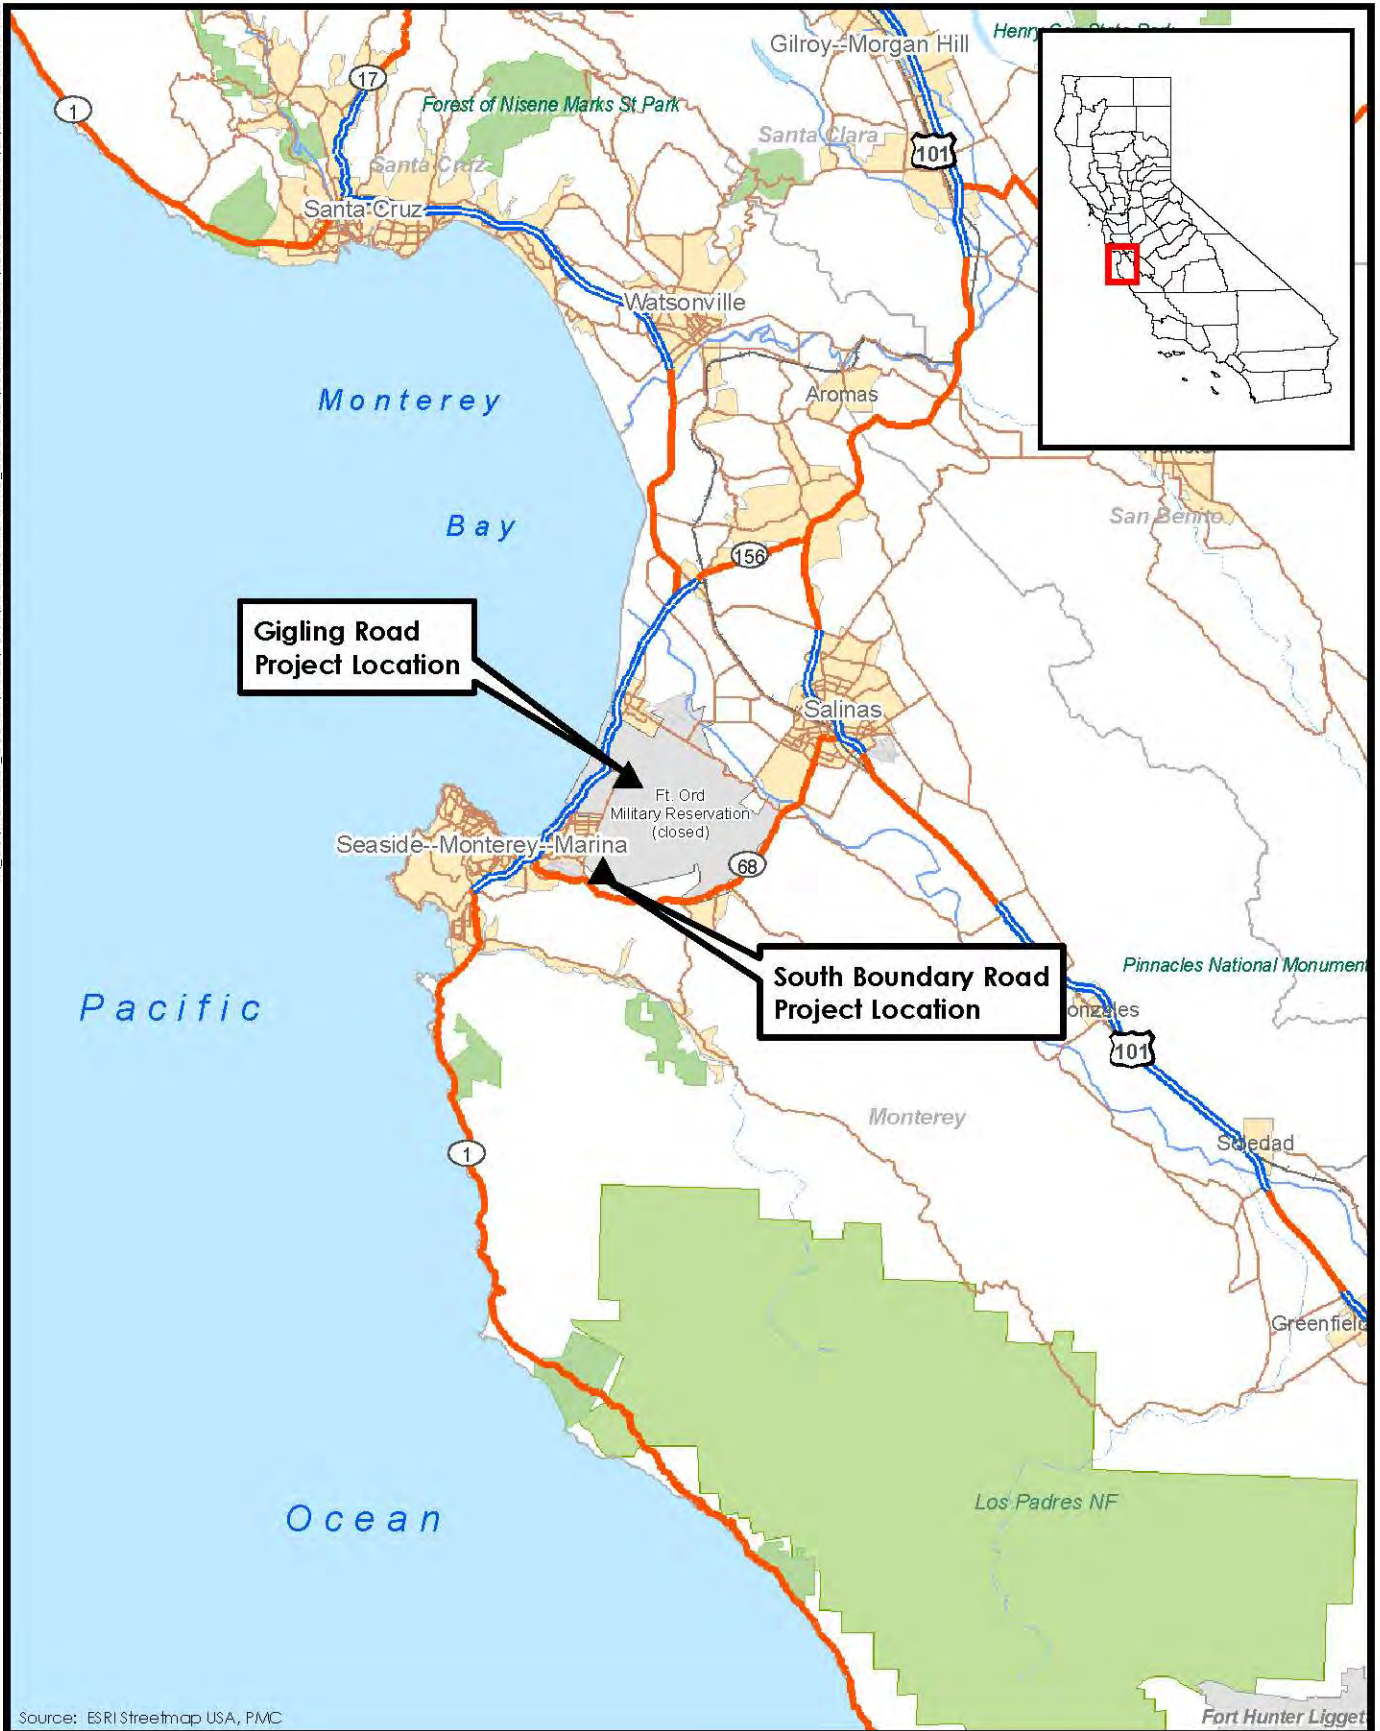 Gilroy--Morgan Hill
17
1
Forest of Nisene Marks St Park
Santa Clara
101
Santa Cruz
Santa Cruz
Watsonville
Monterey
Aromas
San Benito
Bay
156
Gigling Road
Project Location
Salinas
Ft. Ord
Military Reservation
(closed)
Seaside--Monterey--Marina
68
South Boundary Road
Project Location
Pinnacles National Monumen
Pacific
onzales
101
Monterey
1
Soledad
Greenfield
Los Padres NF
Ocean
Source: ESRI Streetmap USA, PMC
Fort Hunter Ligget